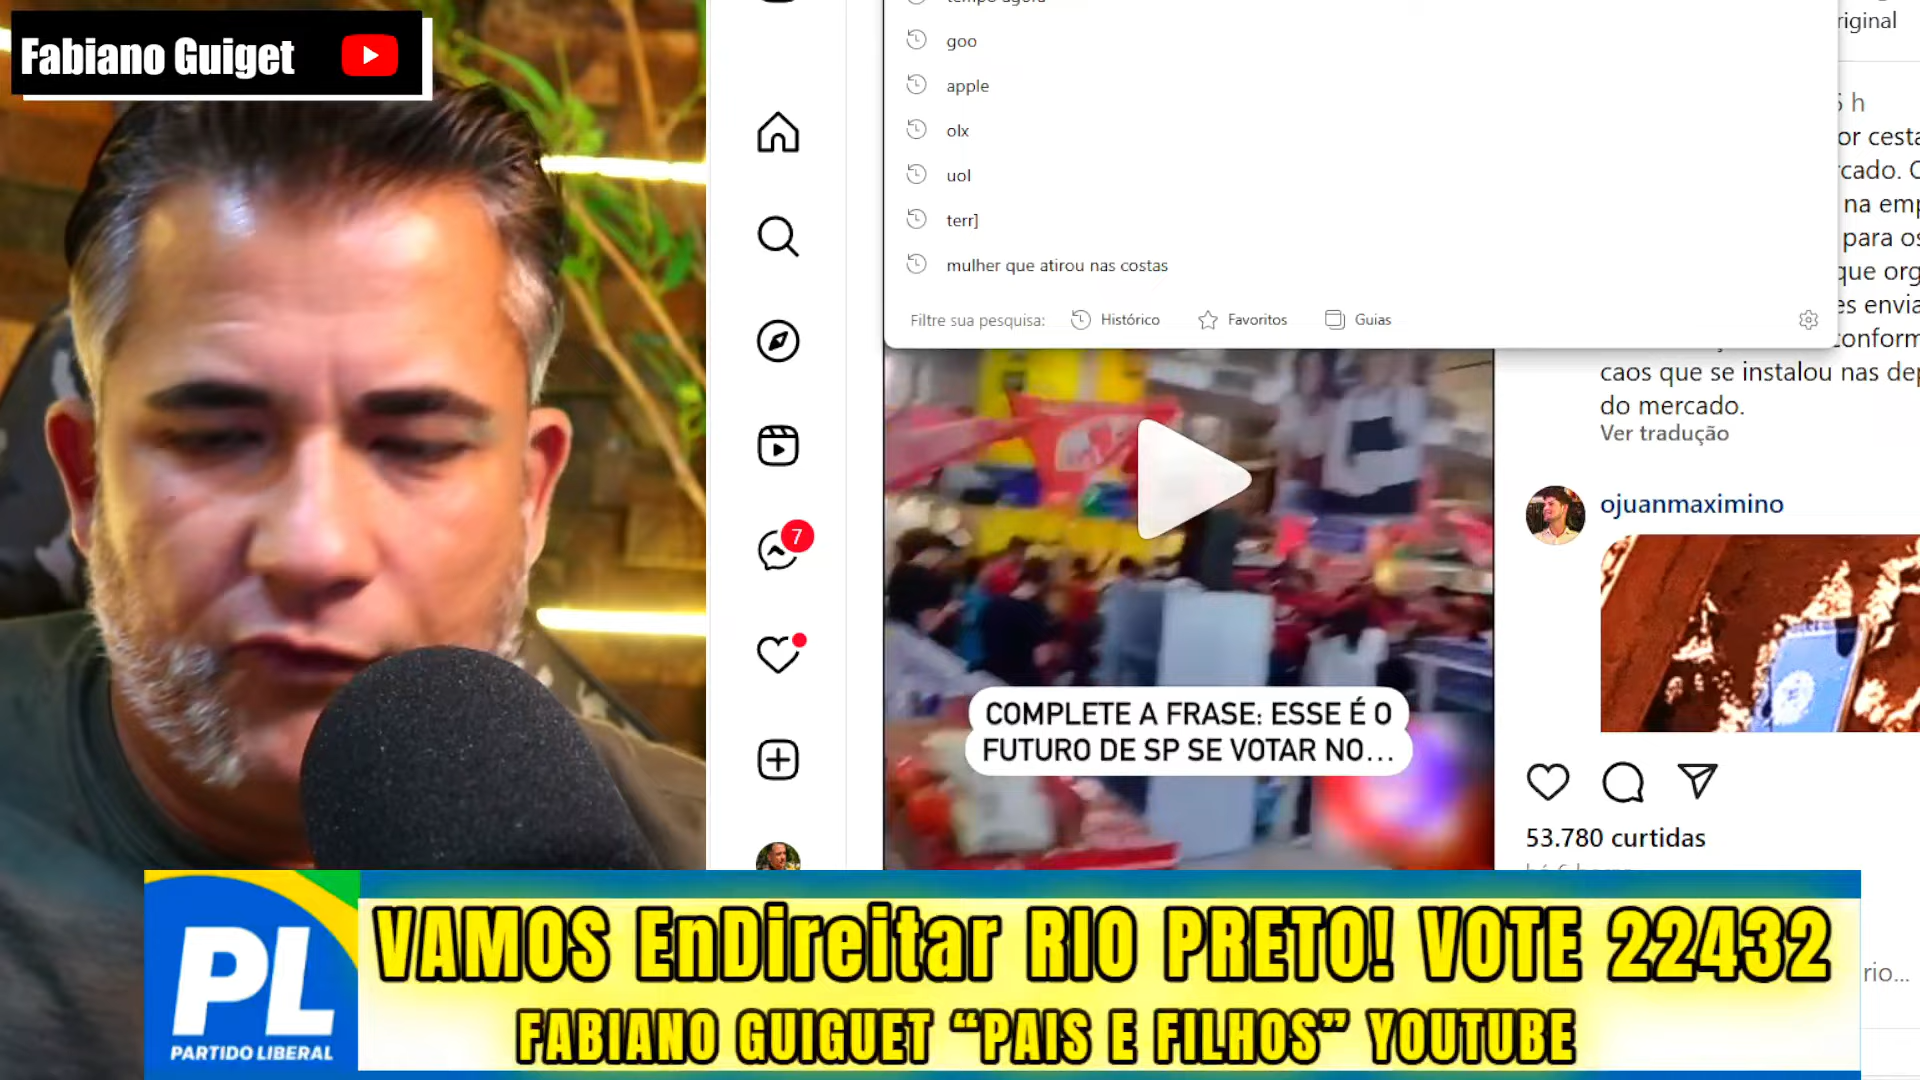 Fabiano Guiget
goo
apple
olx
uol
terr]
mulher que atirou nas costas
Filtre sua pesquisa: Histórico Favoritos Guias
riginal
h
or cesta
rcado.
na emp
para os
que org
es envia
conform
caos que se instalou nas dep
do mercado.
Ver tradução
ojuanmaximino
7
COMPLETE A FRASE: ESSE É O
FUTURO DE SP SE VOTAR NO...
53.780 curtidas
rio...
PL
PARTIDO LIBERAL
VAMOS EnDireitar RIO PRETO! VOTE 22432
FABIANO GUIGUET “PAIS E FILHOS” YOUTUBE